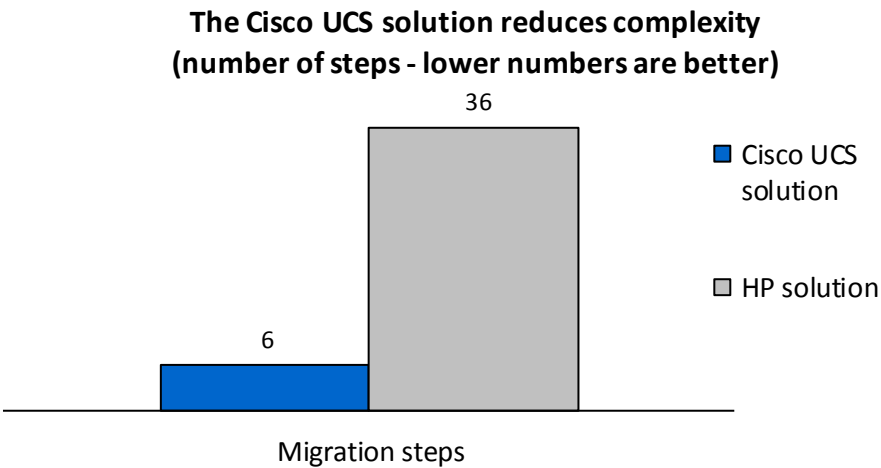 The Cisco UCS solution reduces complexity
(number of steps - lower numbers are better)
36
Cisco UCS
solution
HP solution
6
Migration steps